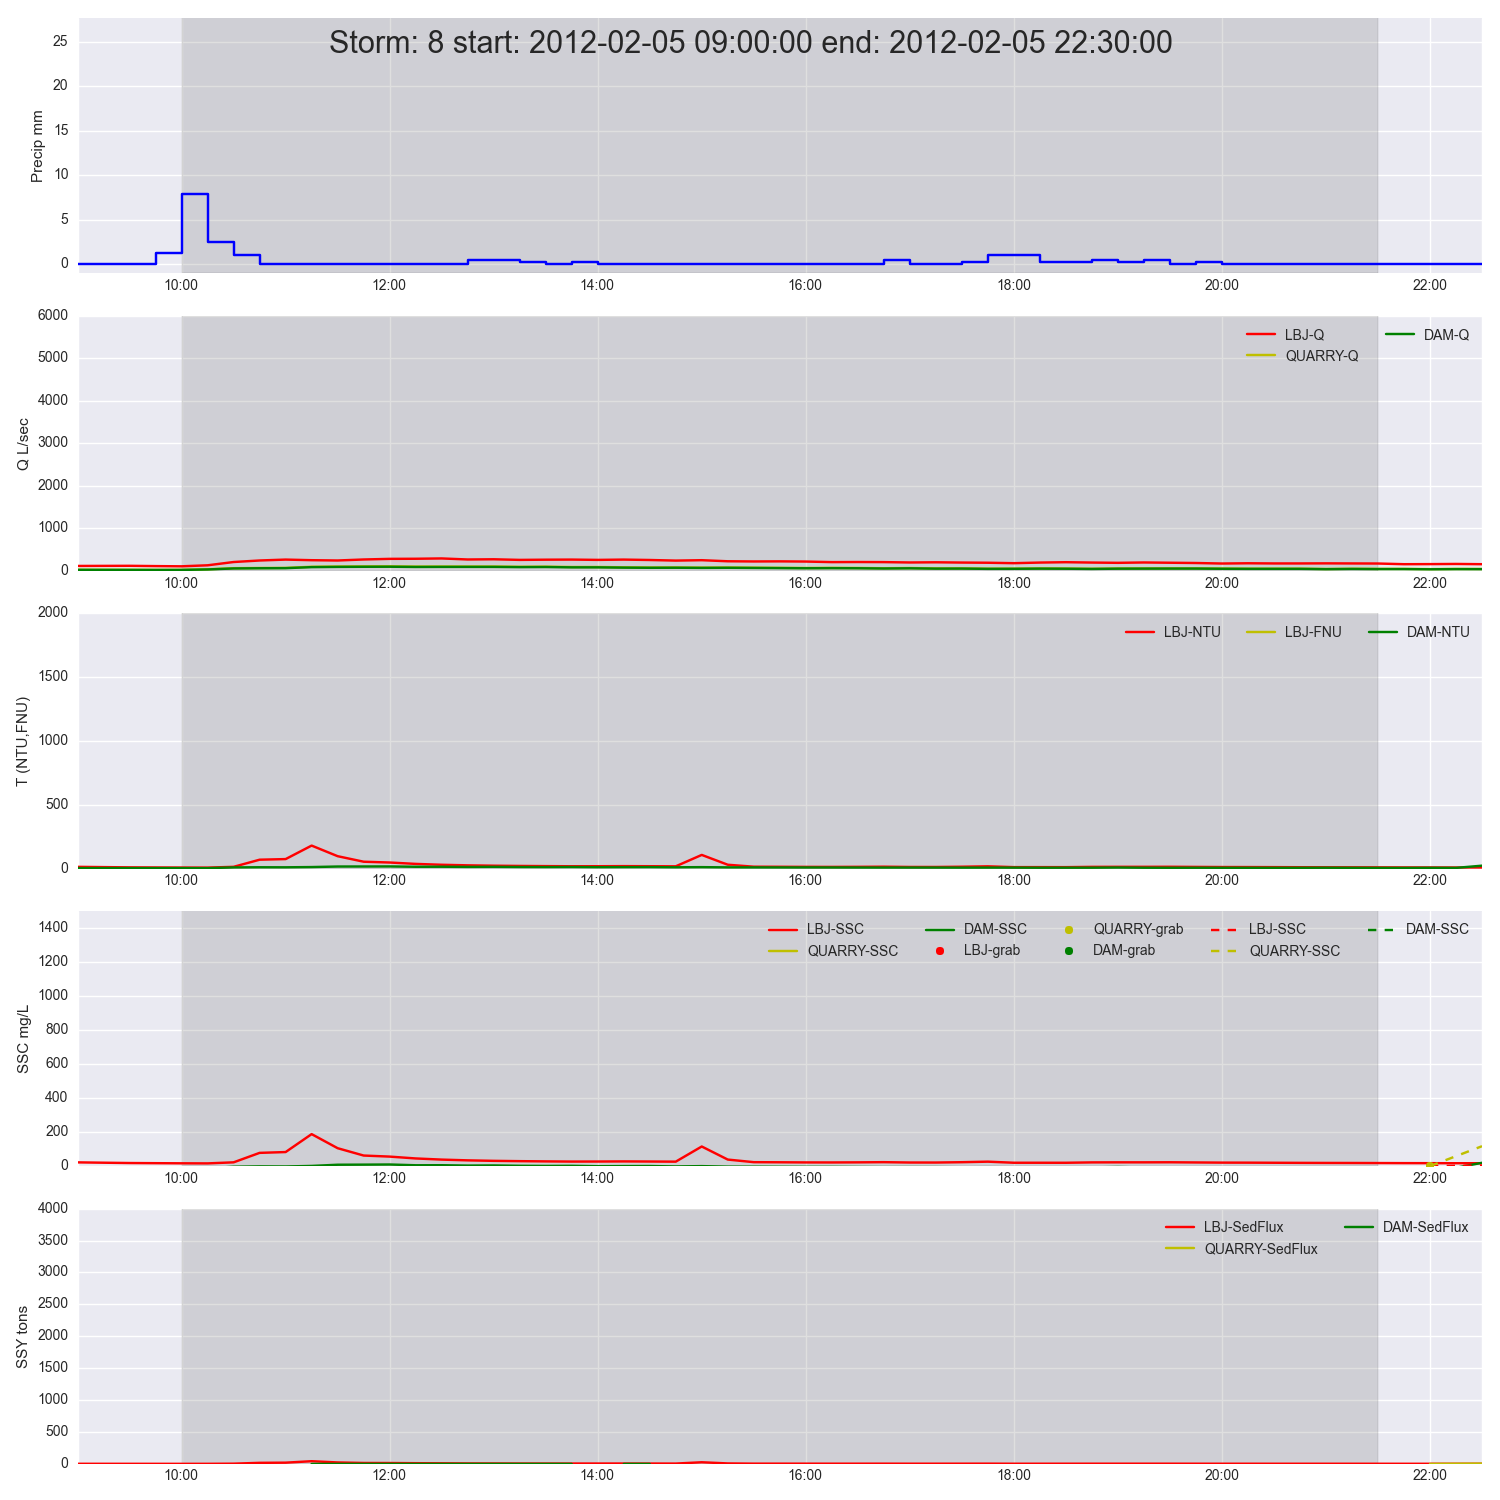 Storm: 8 start: 2012-02-05 09:00:00 end: 2012-02-05 22:30:00
Precip mm
25
20
15
10
5
0
10:00 12:00 14:00 16:00 18:00 20:00 22:00
Q L/sec
6000
5000
4000
3000
2000
1000
0
LBJ-Q DAM-Q
QUARRY-Q
10:00 12:00 14:00 16:00 18:00 20:00 22:00
T (NTU,FNU)
2000
1500
1000
500
0
LBJ-NTU LBJ-FNU DAM-NTU
10:00 12:00 14:00 16:00 18:00 20:00 22:00
SSC mg/L
1400
1200
1000
800
600
400
200
0
LBJ-SSC DAM-SSC QUARRY-grab LBJ-SSC DAM-SSC
QUARRY-SSC LBJ-grab DAM-grab QUARRY-SSC
10:00 12:00 14:00 16:00 18:00 20:00 22:00
SSY tons
4000
3500
3000
2500
2000
1500
1000
500
0
LBJ-SedFlux DAM-SedFlux
QUARRY-SedFlux
10:00 12:00 14:00 16:00 18:00 20:00 22:00